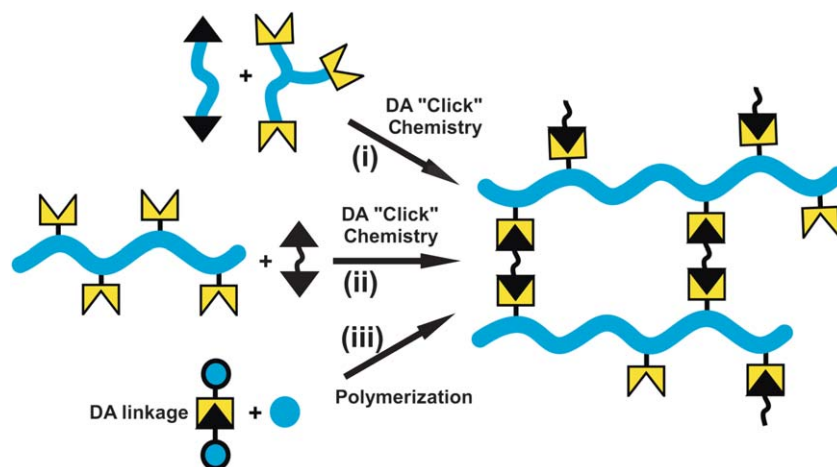 +
DA "Click"
Chemistry
(i)
+
DA "Click"
Chemistry
(ii)
(iii)
DA linkage
+
Polymerization